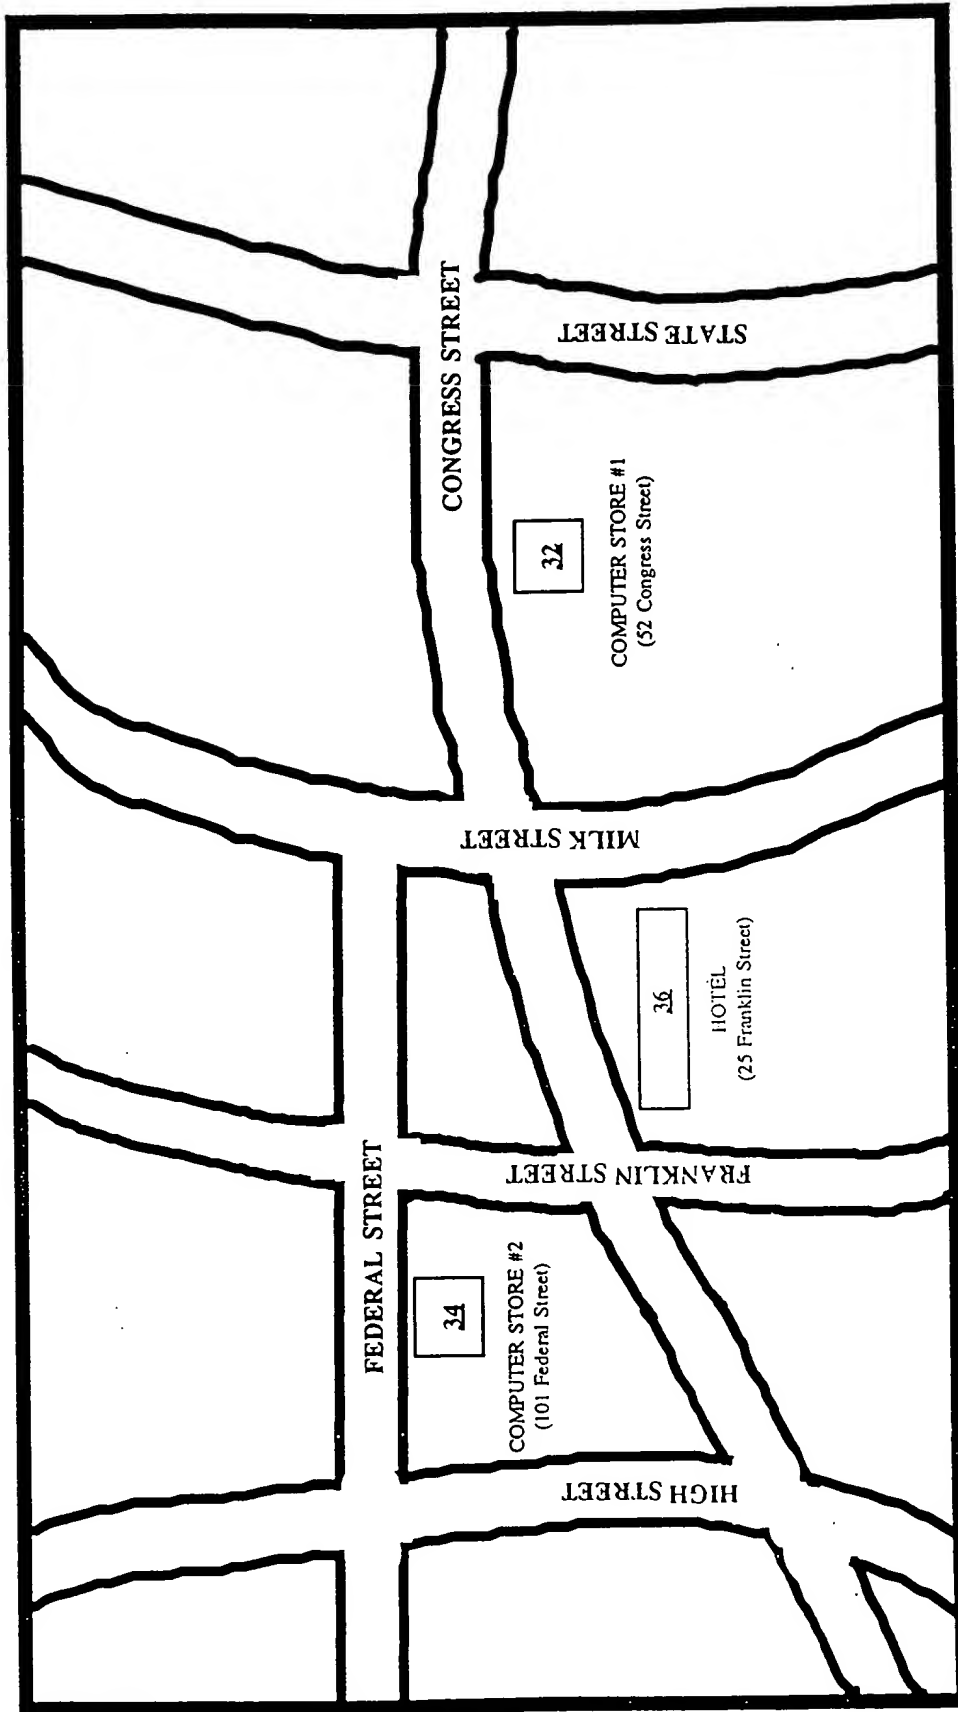 CONGRESS STREET
STATE STREET
32
COMPUTER STORE #1
(52 Congress Street)
MILK STREET
36
HOTEL
(25 Franklin Street)
FEDERAL STREET
FRANKLIN STREET
34
COMPUTER STORE #2
(101 Federal Street)
HIGH STREET